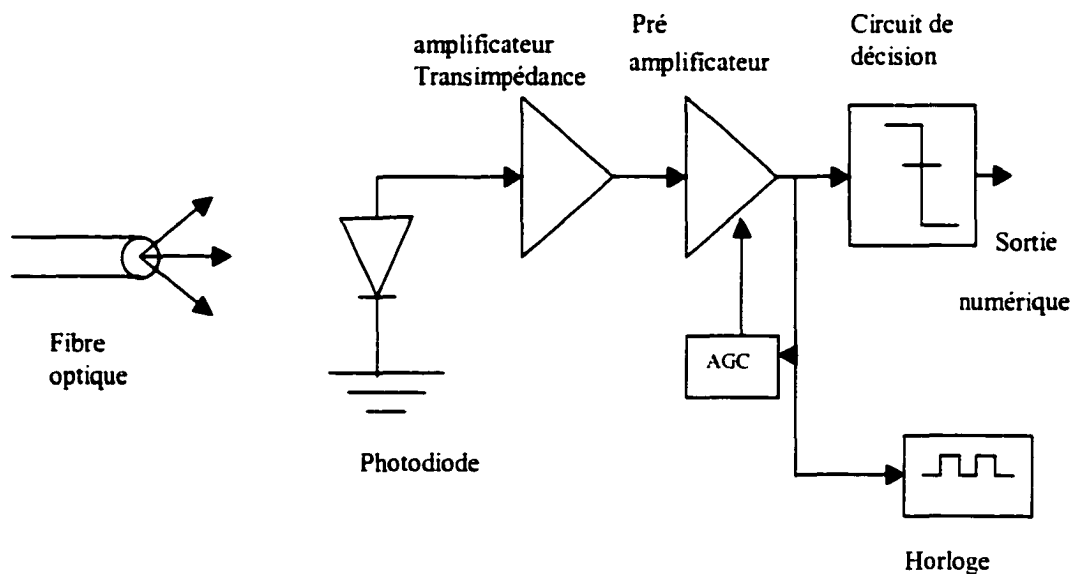 amplificateur
Transimpédance
Pré
amplificateur
Circuit de
décision
Sortie
numérique
AGC
Fibre
optique
Photodiode
Horloge